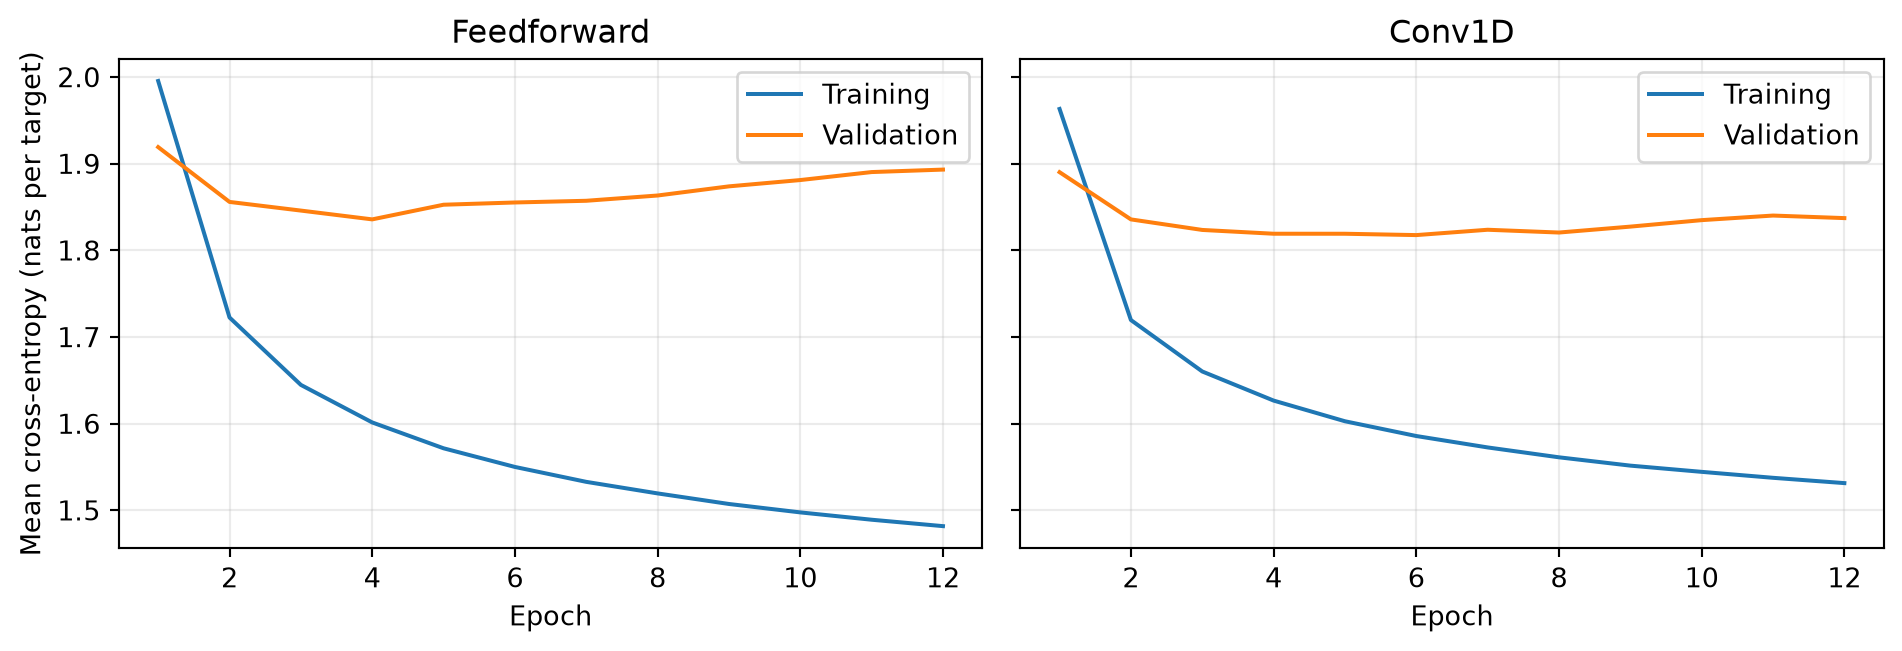 Feedforward
Mean cross-entropy (nats per target)
2.0
1.9
1.8
1.7
1.6
1.5
Training
Validation
2 4 6 8 10 12
Epoch
Conv1D
Training
Validation
2 4 6 8 10 12
Epoch